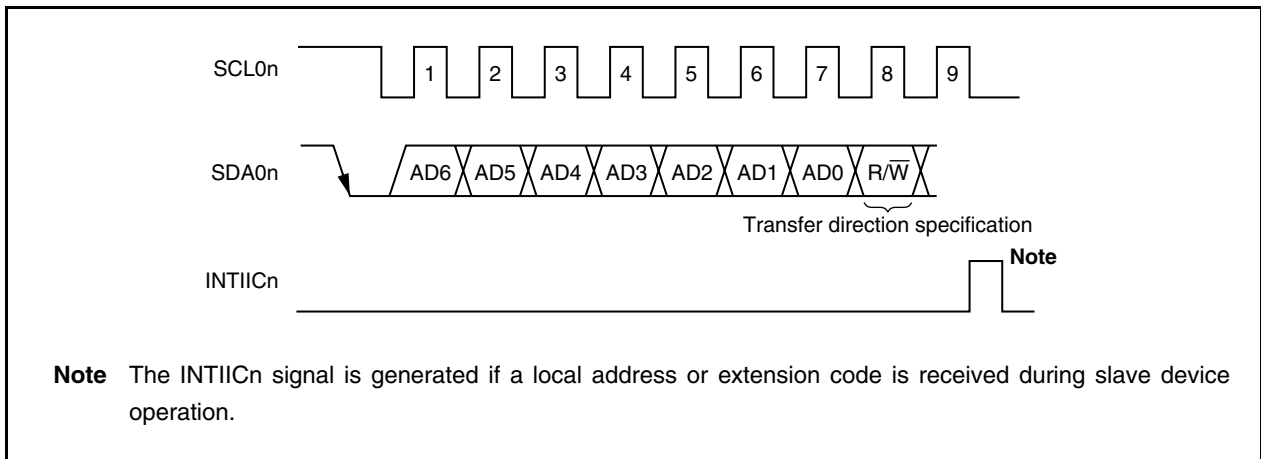 SCL0n 1 2 3 4 5 6 7 8 9
SDA0n AD6 AD5 AD4 AD3 AD2 AD1 AD0 R/W̅
Transfer direction specification
Note
INTIICn
Note The INTIICn signal is generated if a local address or extension code is received during slave device
operation.